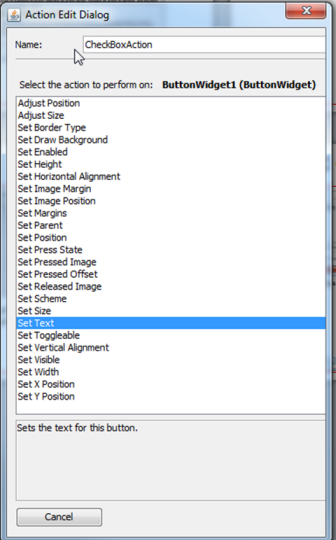 Action Edit Dialog
Name: CheckBoxAction
Select the action to perform on: ButtonWidget1 (ButtonWidget)
Adjust Position
Adjust Size
Set Border Type
Set Draw Background
Set Enabled
Set Height
Set Horizontal Alignment
Set Image Margin
Set Image Position
Set Margins
Set Parent
Set Position
Set Press State
Set Pressed Image
Set Pressed Offset
Set Released Image
Set Scheme
Set Size
Set Text
Set Toggleable
Set Vertical Alignment
Set Visible
Set Width
Set X Position
Set Y Position
Sets the text for this button.
Cancel